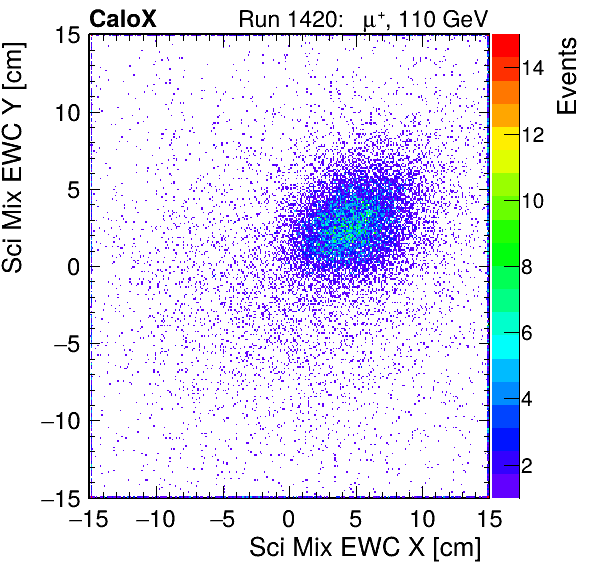 CaloX Run 1420: μ⁺, 110 GeV
Sci Mix EWC Y [cm]
15
10
5
0
−5
−10
−15
−15 −10 −5 0 5 10 15
Sci Mix EWC X [cm]
Events
14
12
10
8
6
4
2